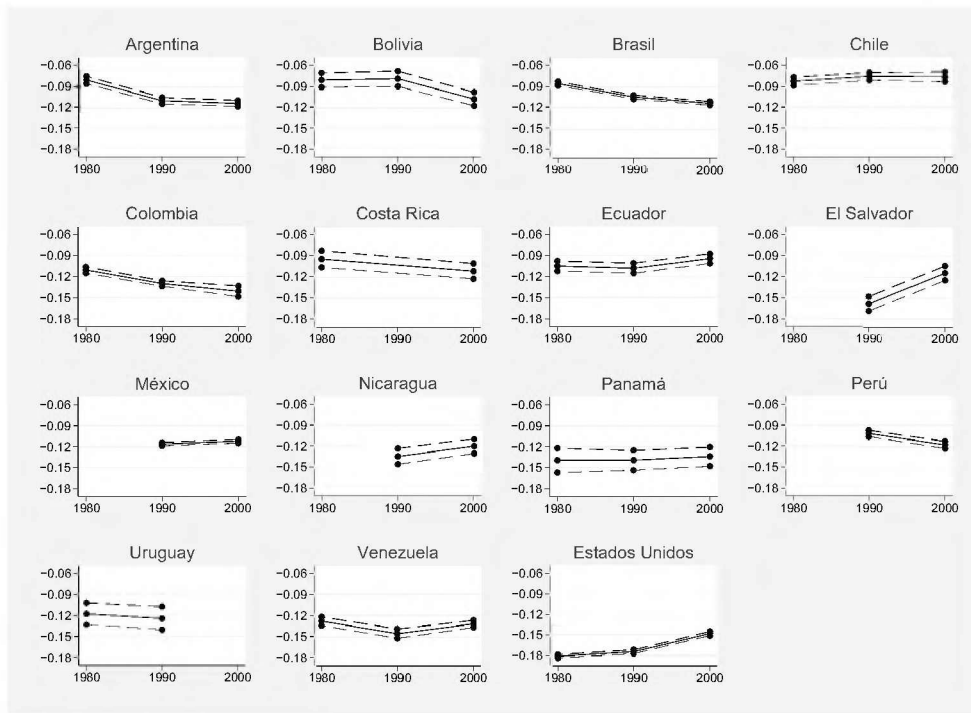 Argentina
−0.06
−0.09
−0.12
−0.15
−0.18
1980 1990 2000
Bolivia
−0.06
−0.09
−0.12
−0.15
−0.18
1980 1990 2000
Brasil
−0.06
−0.09
−0.12
−0.15
−0.18
1980 1990 2000
Chile
−0.06
−0.09
−0.12
−0.15
−0.18
1980 1990 2000
Colombia
−0.06
−0.09
−0.12
−0.15
−0.18
1980 1990 2000
Costa Rica
−0.06
−0.09
−0.12
−0.15
−0.18
1980 1990 2000
Ecuador
−0.06
−0.09
−0.12
−0.15
−0.18
1980 1990 2000
El Salvador
−0.06
−0.09
−0.12
−0.15
−0.18
1980 1990 2000
México
−0.06
−0.09
−0.12
−0.15
−0.18
1980 1990 2000
Nicaragua
−0.06
−0.09
−0.12
−0.15
−0.18
1980 1990 2000
Panamá
−0.06
−0.09
−0.12
−0.15
−0.18
1980 1990 2000
Perú
−0.06
−0.09
−0.12
−0.15
−0.18
1980 1990 2000
Uruguay
−0.06
−0.09
−0.12
−0.15
−0.18
1980 1990 2000
Venezuela
−0.06
−0.09
−0.12
−0.15
−0.18
1980 1990 2000
Estados Unidos
−0.06
−0.09
−0.12
−0.15
−0.18
1980 1990 2000